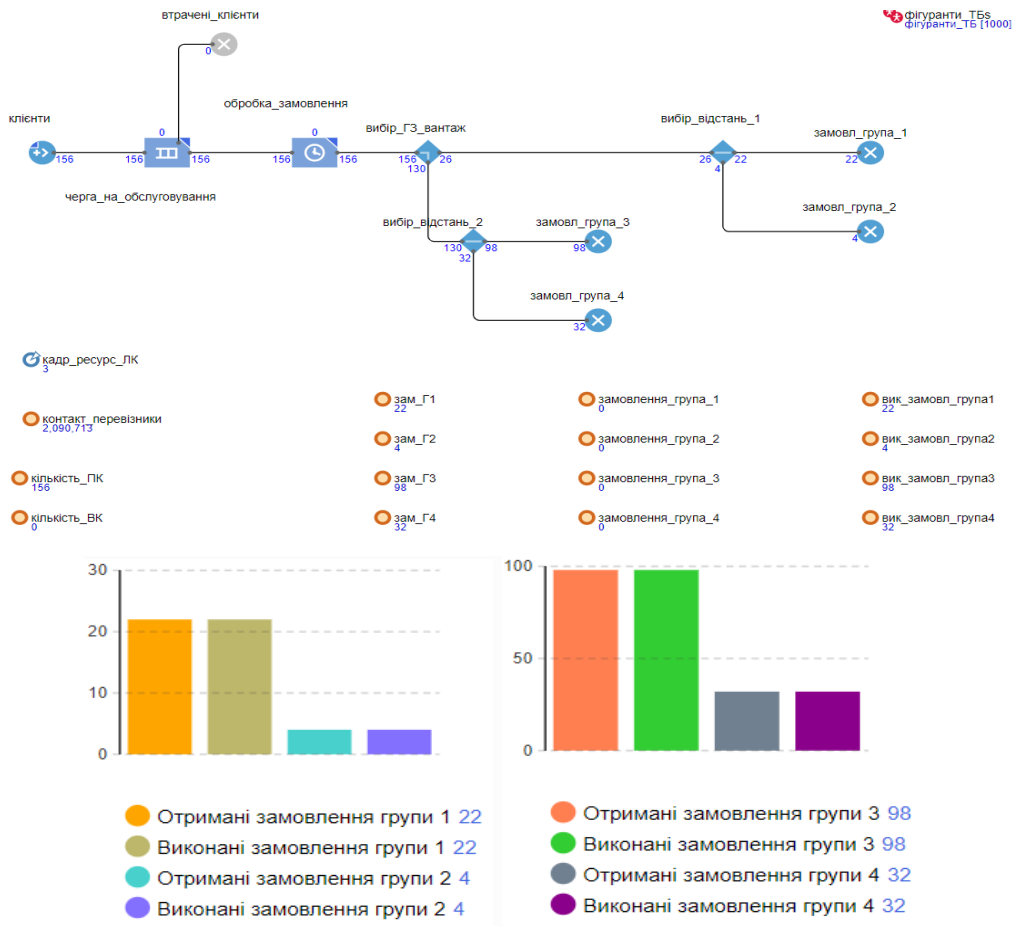 втрачені_клієнти
0
фігуранти_ТБs
фігуранти_ТБ [1000]
клієнти
156
0
156
156
черга_на_обслуговування
обробка_замовлення
0
156
156
вибір_ГЗ_вантаж
156
26
130
вибір_відстань_1
26
22
4
замовл_група_1
22
замовл_група_2
4
вибір_відстань_2
130
98
32
замовл_група_3
98
замовл_група_4
32
кадр_ресурс_ЛК
3
контакт_перевізники
2,090,713
кількість_ПК
156
кількість_ВК
0
зам_Г1
22
зам_Г2
4
зам_Г3
98
зам_Г4
32
замовлення_група_1
0
замовлення_група_2
0
замовлення_група_3
0
замовлення_група_4
0
вик_замовл_група1
22
вик_замовл_група2
4
вик_замовл_група3
98
вик_замовл_група4
32
30
20
10
0
Отримані замовлення групи 1 22
Виконані замовлення групи 1 22
Отримані замовлення групи 2 4
Виконані замовлення групи 2 4
100
50
0
Отримані замовлення групи 3 98
Виконані замовлення групи 3 98
Отримані замовлення групи 4 32
Виконані замовлення групи 4 32